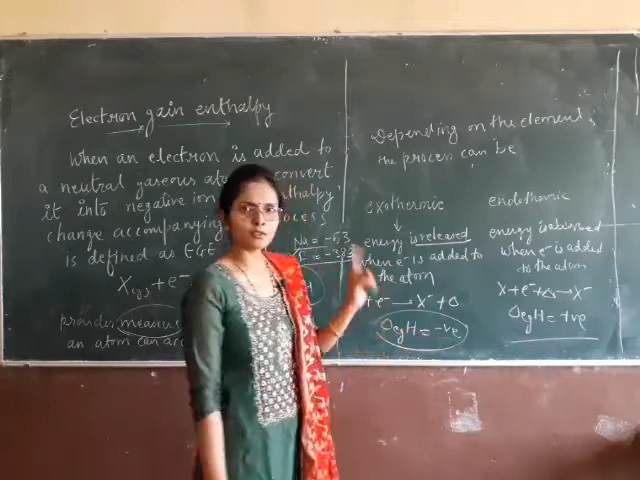 Electron gain enthalpy
When an electron is added to
a neutral gaseous convert
it into negative ion enthalpy
change accompanying process
is defined as EGE
X(g) + e⁻
provides measure
an atom can
Na = -53
= -
Depending on the element,
the process can be
exothermic
energy is released
when e⁻ is added to
the atom
+ e⁻ → X⁻ + Δ
ΔegH = -ve
endothermic
energy is absorbed
when e⁻ is added
to the atom
X + e⁻ + Δ → X⁻
ΔegH = +ve